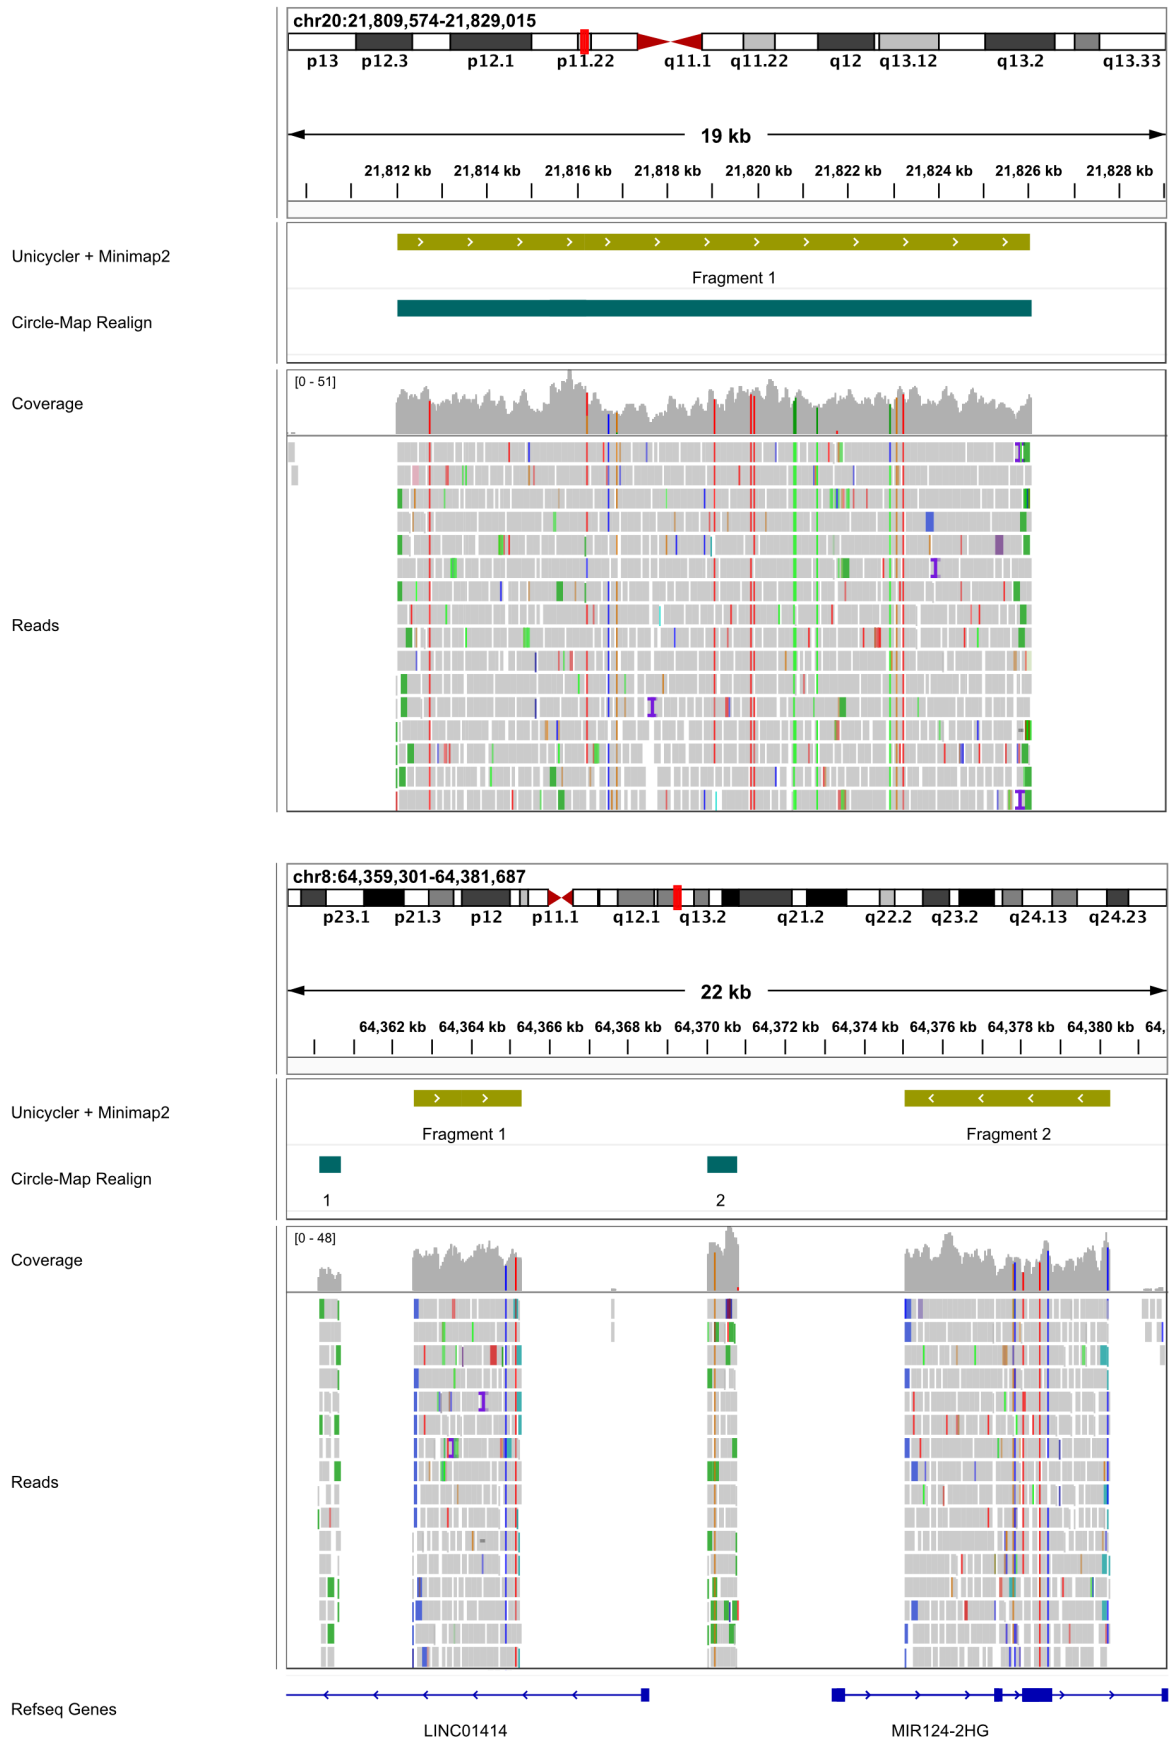 chr20:21,809,574-21,829,015
p13 p12.3 p12.1 p11.22 q11.1 q11.22 q12 q13.12 q13.2 q13.33
19 kb
21,812 kb 21,814 kb 21,816 kb 21,818 kb 21,820 kb 21,822 kb 21,824 kb 21,826 kb 21,828 kb
Unicycler + Minimap2
Fragment 1
Circle-Map Realign
[0 - 51]
Coverage
Reads
chr8:64,359,301-64,381,687
p23.1 p21.3 p12 p11.1 q12.1 q13.2 q21.2 q22.2 q23.2 q24.13 q24.23
22 kb
64,362 kb 64,364 kb 64,366 kb 64,368 kb 64,370 kb 64,372 kb 64,374 kb 64,376 kb 64,378 kb 64,380 kb 64,
Unicycler + Minimap2
Fragment 1 Fragment 2
Circle-Map Realign
1 2
[0 - 48]
Coverage
Reads
Refseq Genes
LINC01414 MIR124-2HG